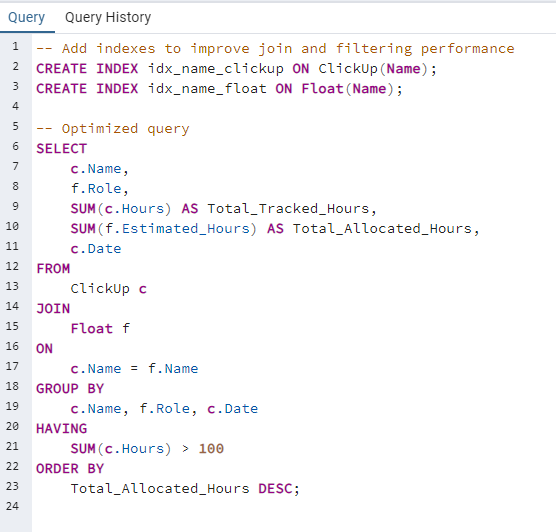 Query Query History
1 -- Add indexes to improve join and filtering performance
2 CREATE INDEX idx_name_clickup ON ClickUp(Name);
3 CREATE INDEX idx_name_float ON Float(Name);
4
5 -- Optimized query
6 SELECT
7 c.Name,
8 f.Role,
9 SUM(c.Hours) AS Total_Tracked_Hours,
10 SUM(f.Estimated_Hours) AS Total_Allocated_Hours,
11 c.Date
12 FROM
13 ClickUp c
14 JOIN
15 Float f
16 ON
17 c.Name = f.Name
18 GROUP BY
19 c.Name, f.Role, c.Date
20 HAVING
21 SUM(c.Hours) > 100
22 ORDER BY
23 Total_Allocated_Hours DESC;
24